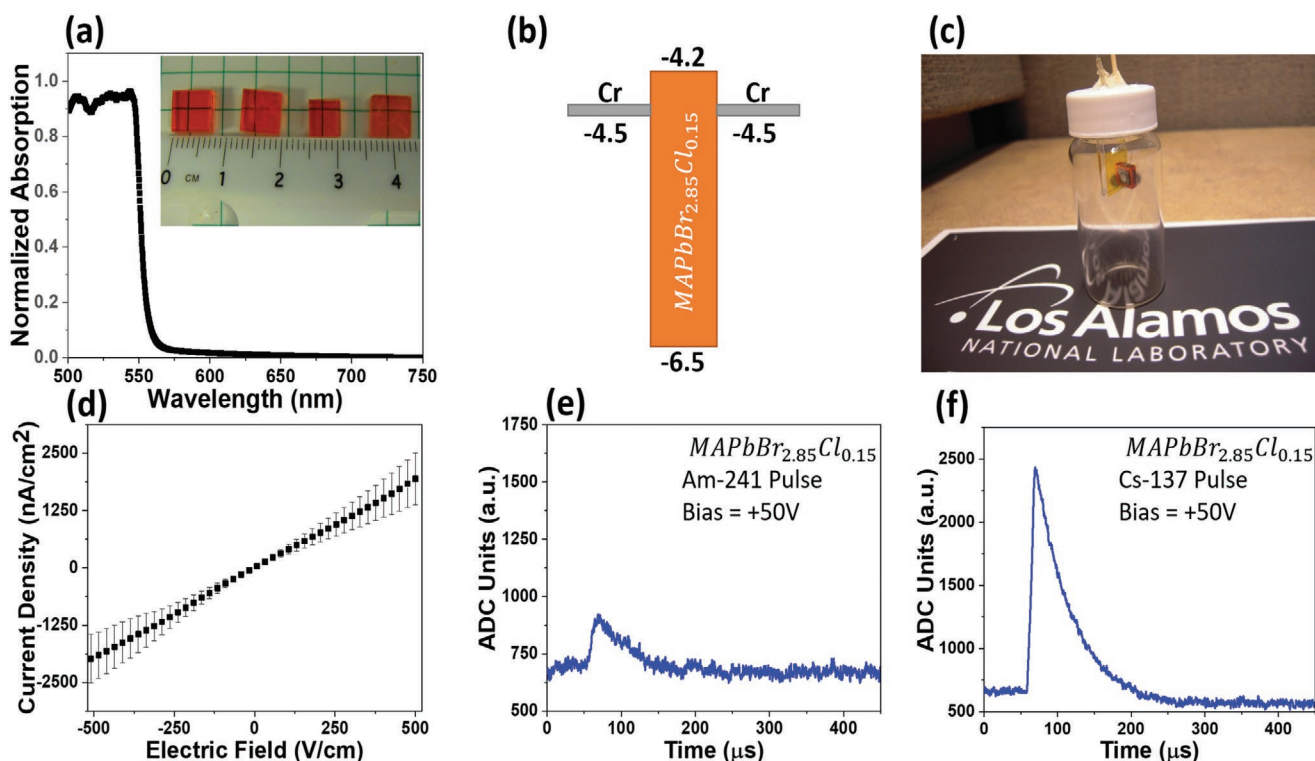 (a)
Normalized Absorption
1.0
0.8
0.6
0.4
0.2
0.0
500 550 600 650 700 750
Wavelength (nm)
0 CM 1 2 3 4
(b)
-4.2
Cr Cr
-4.5 -4.5
MAPbBr2.85Cl0.15
-6.5
(c)
Los Alamos
NATIONAL LABORATORY
(d)
Current Density (nA/cm2)
2500
1250
0
-1250
-2500
-500 -250 0 250 500
Electric Field (V/cm)
(e)
ADC Units (a.u.)
1750
1500
1250
1000
750
500
MAPbBr2.85Cl0.15
Am-241 Pulse
Bias = +50V
0 100 200 300 400
Time (μs)
(f)
ADC Units (a.u.)
2500
2000
1500
1000
500
MAPbBr2.85Cl0.15
Cs-137 Pulse
Bias = +50V
0 100 200 300 400
Time (μs)